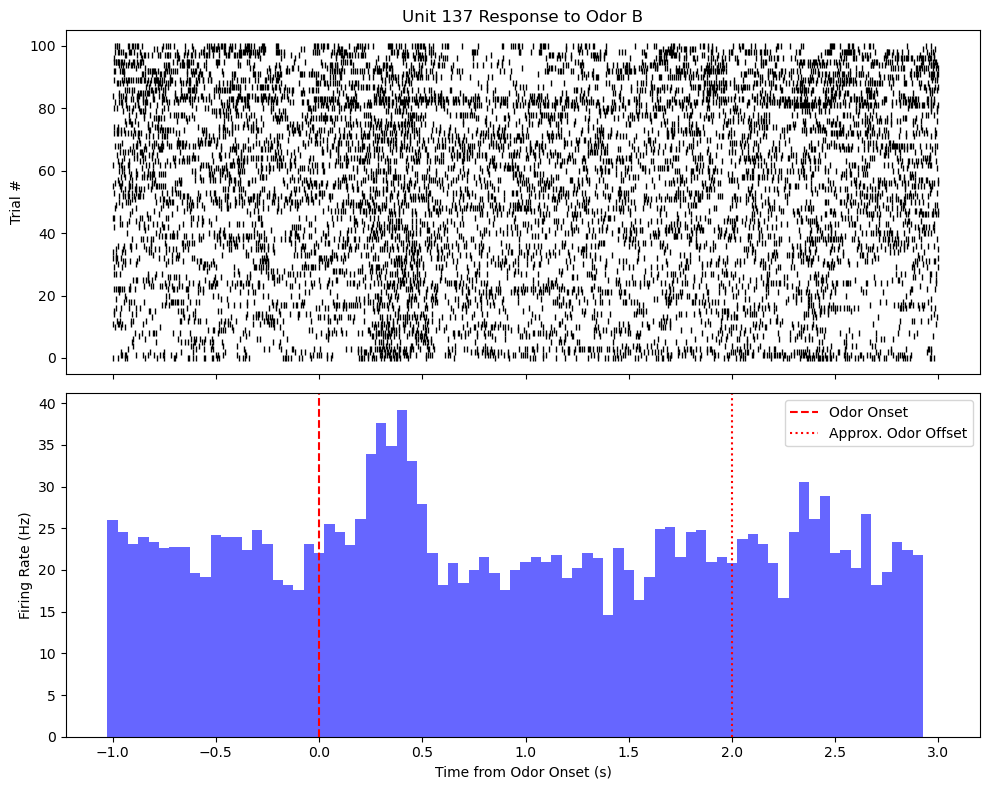 Unit 137 Response to Odor B
100
80
60
40
20
0
Trial #
40
35
30
25
20
15
10
5
0
Firing Rate (Hz)
Odor Onset
Approx. Odor Offset
−1.0 −0.5 0.0 0.5 1.0 1.5 2.0 2.5 3.0
Time from Odor Onset (s)